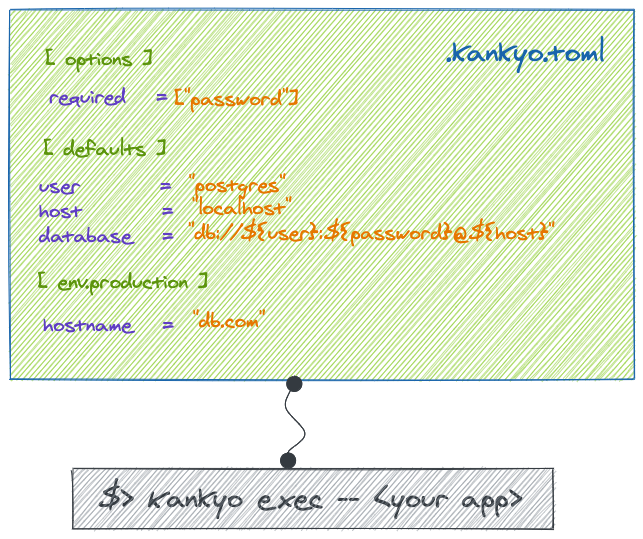 .kankyo.toml
[ options ]
required = ["password"]
[ defaults ]
user = "postgres"
host = "localhost"
database = "db://${user}:${password}@${host}"
[ env.production ]
hostname = "db.com"
$> kankyo exec -- <your app>